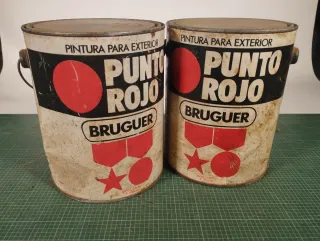 PINTURA PARA EXTERIOR
PUNTO
ROJO
BRUGUER
PINTURA PARA EXTERIOR
PUNTO
ROJO
BRUGUER